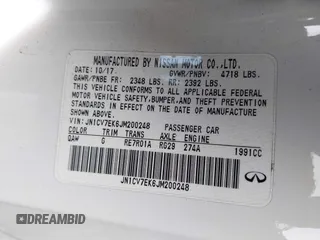 MANUFACTURED BY NISSAN MOTOR CO.,LTD.
DATE: 10/17. GVWR/PNBV: 4718 LBS.
GAWR/PNBE FR: 2348 LBS. RR: 2392 LBS.
THIS VEHICLE CONFORMS TO ALL APPLICABLE FEDERAL
MOTOR VEHICLE SAFETY, BUMPER, AND THEFT PREVENTION
STANDARDS IN EFFECT ON THE DATE OF MANUFACTURE
SHOWN ABOVE.
VIN: JN1CV7EK6JM200248 PASSENGER CAR
COLOR TRIM TRANS AXLE ENGINE
QAW G RE7R01A RG29 274A 1991CC
JN1CV7EK6JM200248
INFINITI
DREAMBID